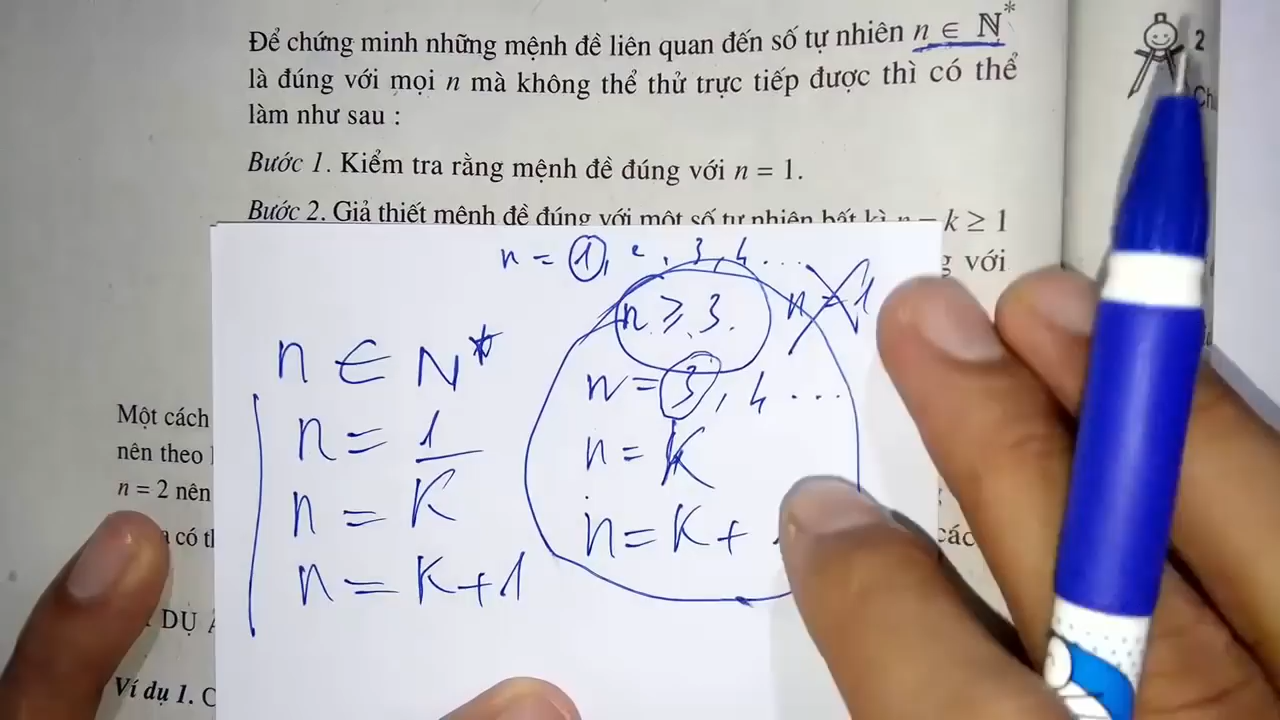 Để chứng minh những mệnh đề liên quan đến số tự nhiên n ∈ N*
là đúng với mọi n mà không thể thử trực tiếp được thì có thể
làm như sau :
Bước 1. Kiểm tra rằng mệnh đề đúng với n = 1.
Bước 2. Giả thiết mệnh đề đúng với một số tự nhiên bất kì n = k ≥ 1
với
2
n = 1, 2, 3, 4 ...
n ≥ 3. n = 1
n ∈ N*
n = 3, 4 ...
n = 1
n = K
n = K
n = K +
n = K+1
Một cách
nên theo
n = 2 nên
có
các
DỤ
Ví dụ 1. C